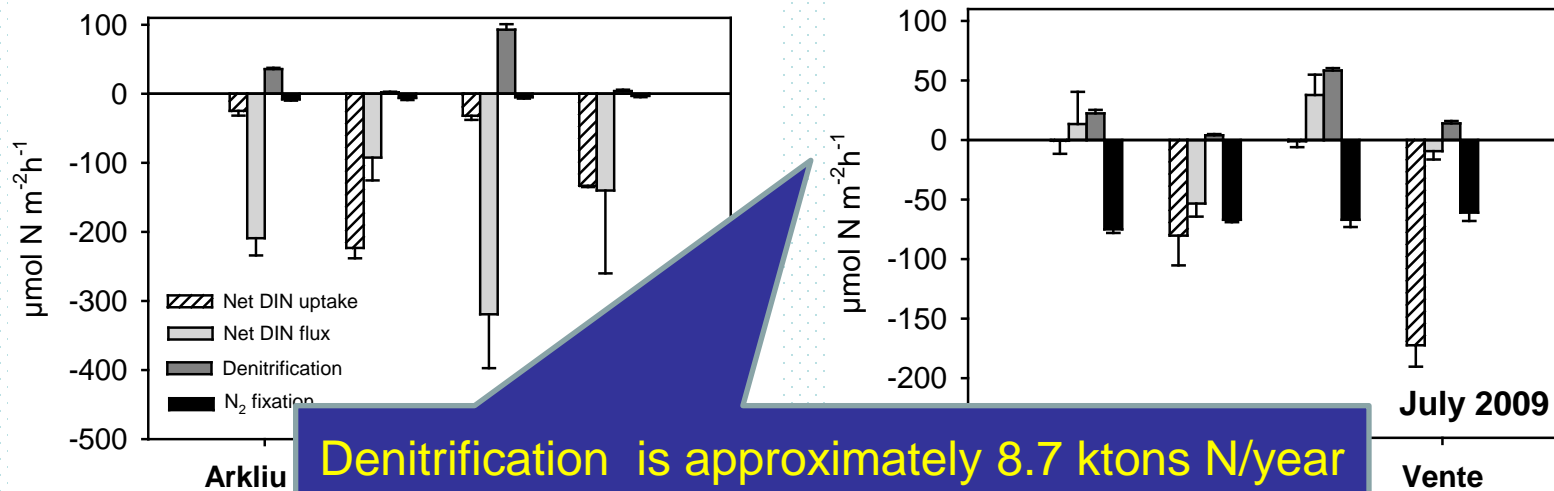 100
0
-100
-200
-300
-400
-500
µmol N m-2h-1
Net DIN uptake
Net DIN flux
Denitrification
N2 fixation
Arkliu
100
50
0
-50
-100
-150
-200
µmol N m-2h-1
July 2009
Vente
Denitrification is approximately 8.7 ktons N/year